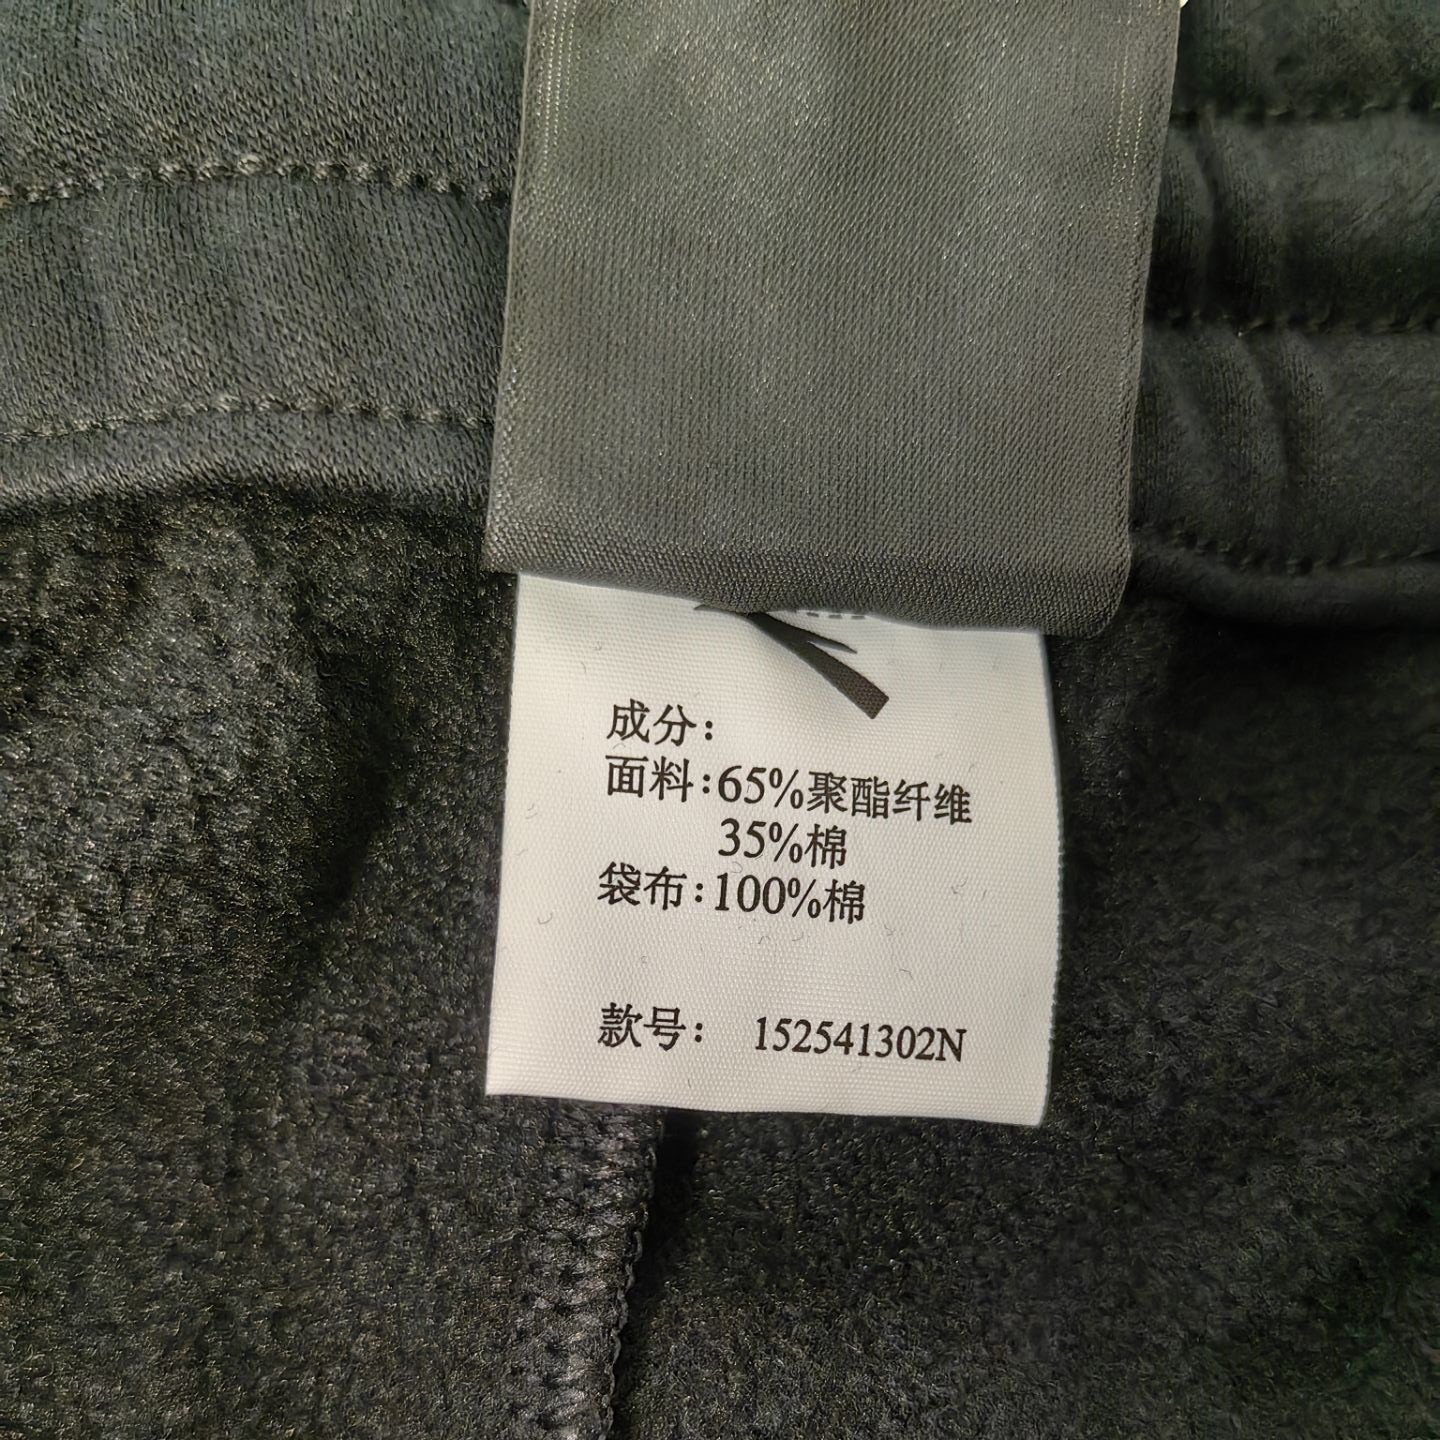 成分：
面料：65%聚酯纤维
35%棉
袋布：100%棉
款号： 152541302N